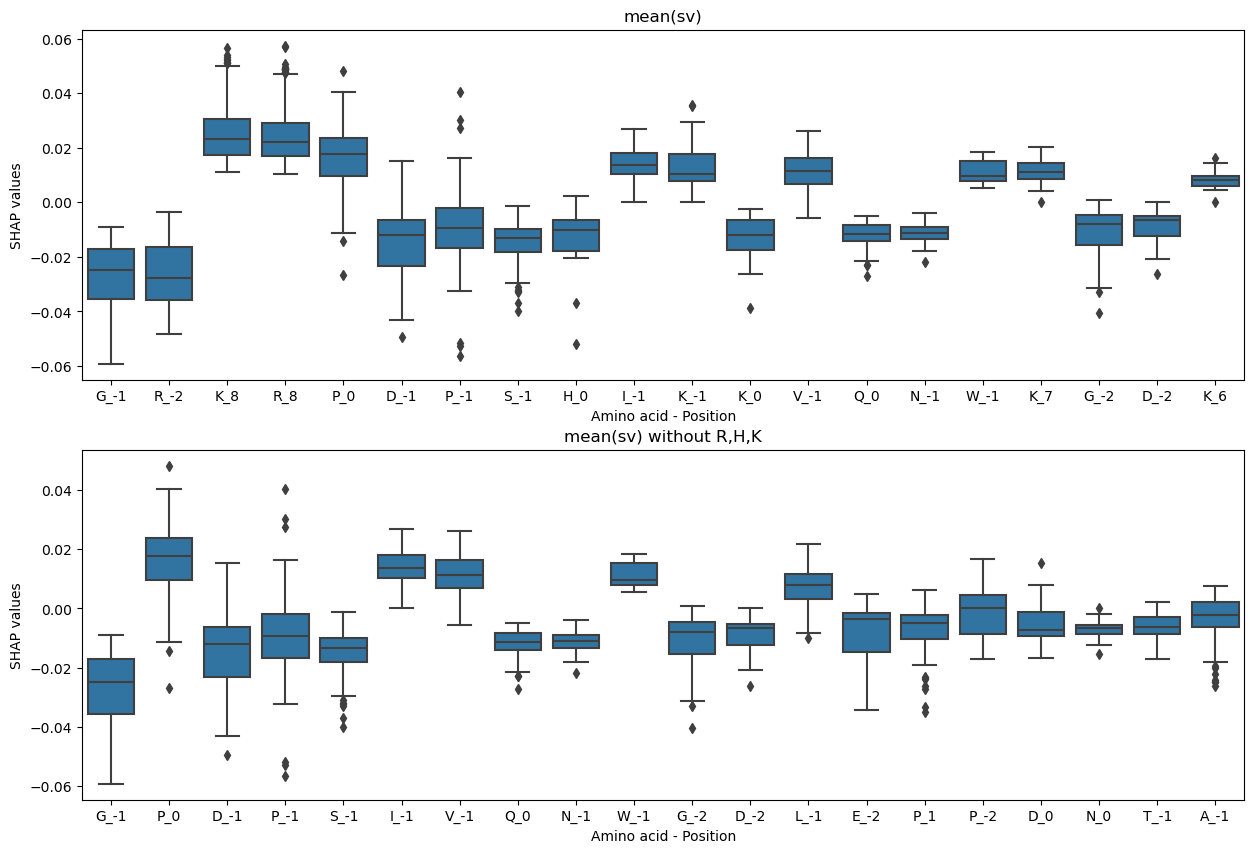 mean(sv)
0.06
0.04
0.02
0.00
−0.02
−0.04
−0.06
SHAP values
G_-1 R_-2 K_8 R_8 P_0 D_-1 P_-1 S_-1 H_0 I_-1 K_-1 K_0 V_-1 Q_0 N_-1 W_-1 K_7 G_-2 D_-2 K_6
Amino acid - Position
mean(sv) without R,H,K
0.04
0.02
0.00
−0.02
−0.04
−0.06
SHAP values
G_-1 P_0 D_-1 P_-1 S_-1 I_-1 V_-1 Q_0 N_-1 W_-1 G_-2 D_-2 L_-1 E_-2 P_1 P_-2 D_0 N_0 T_-1 A_-1
Amino acid - Position